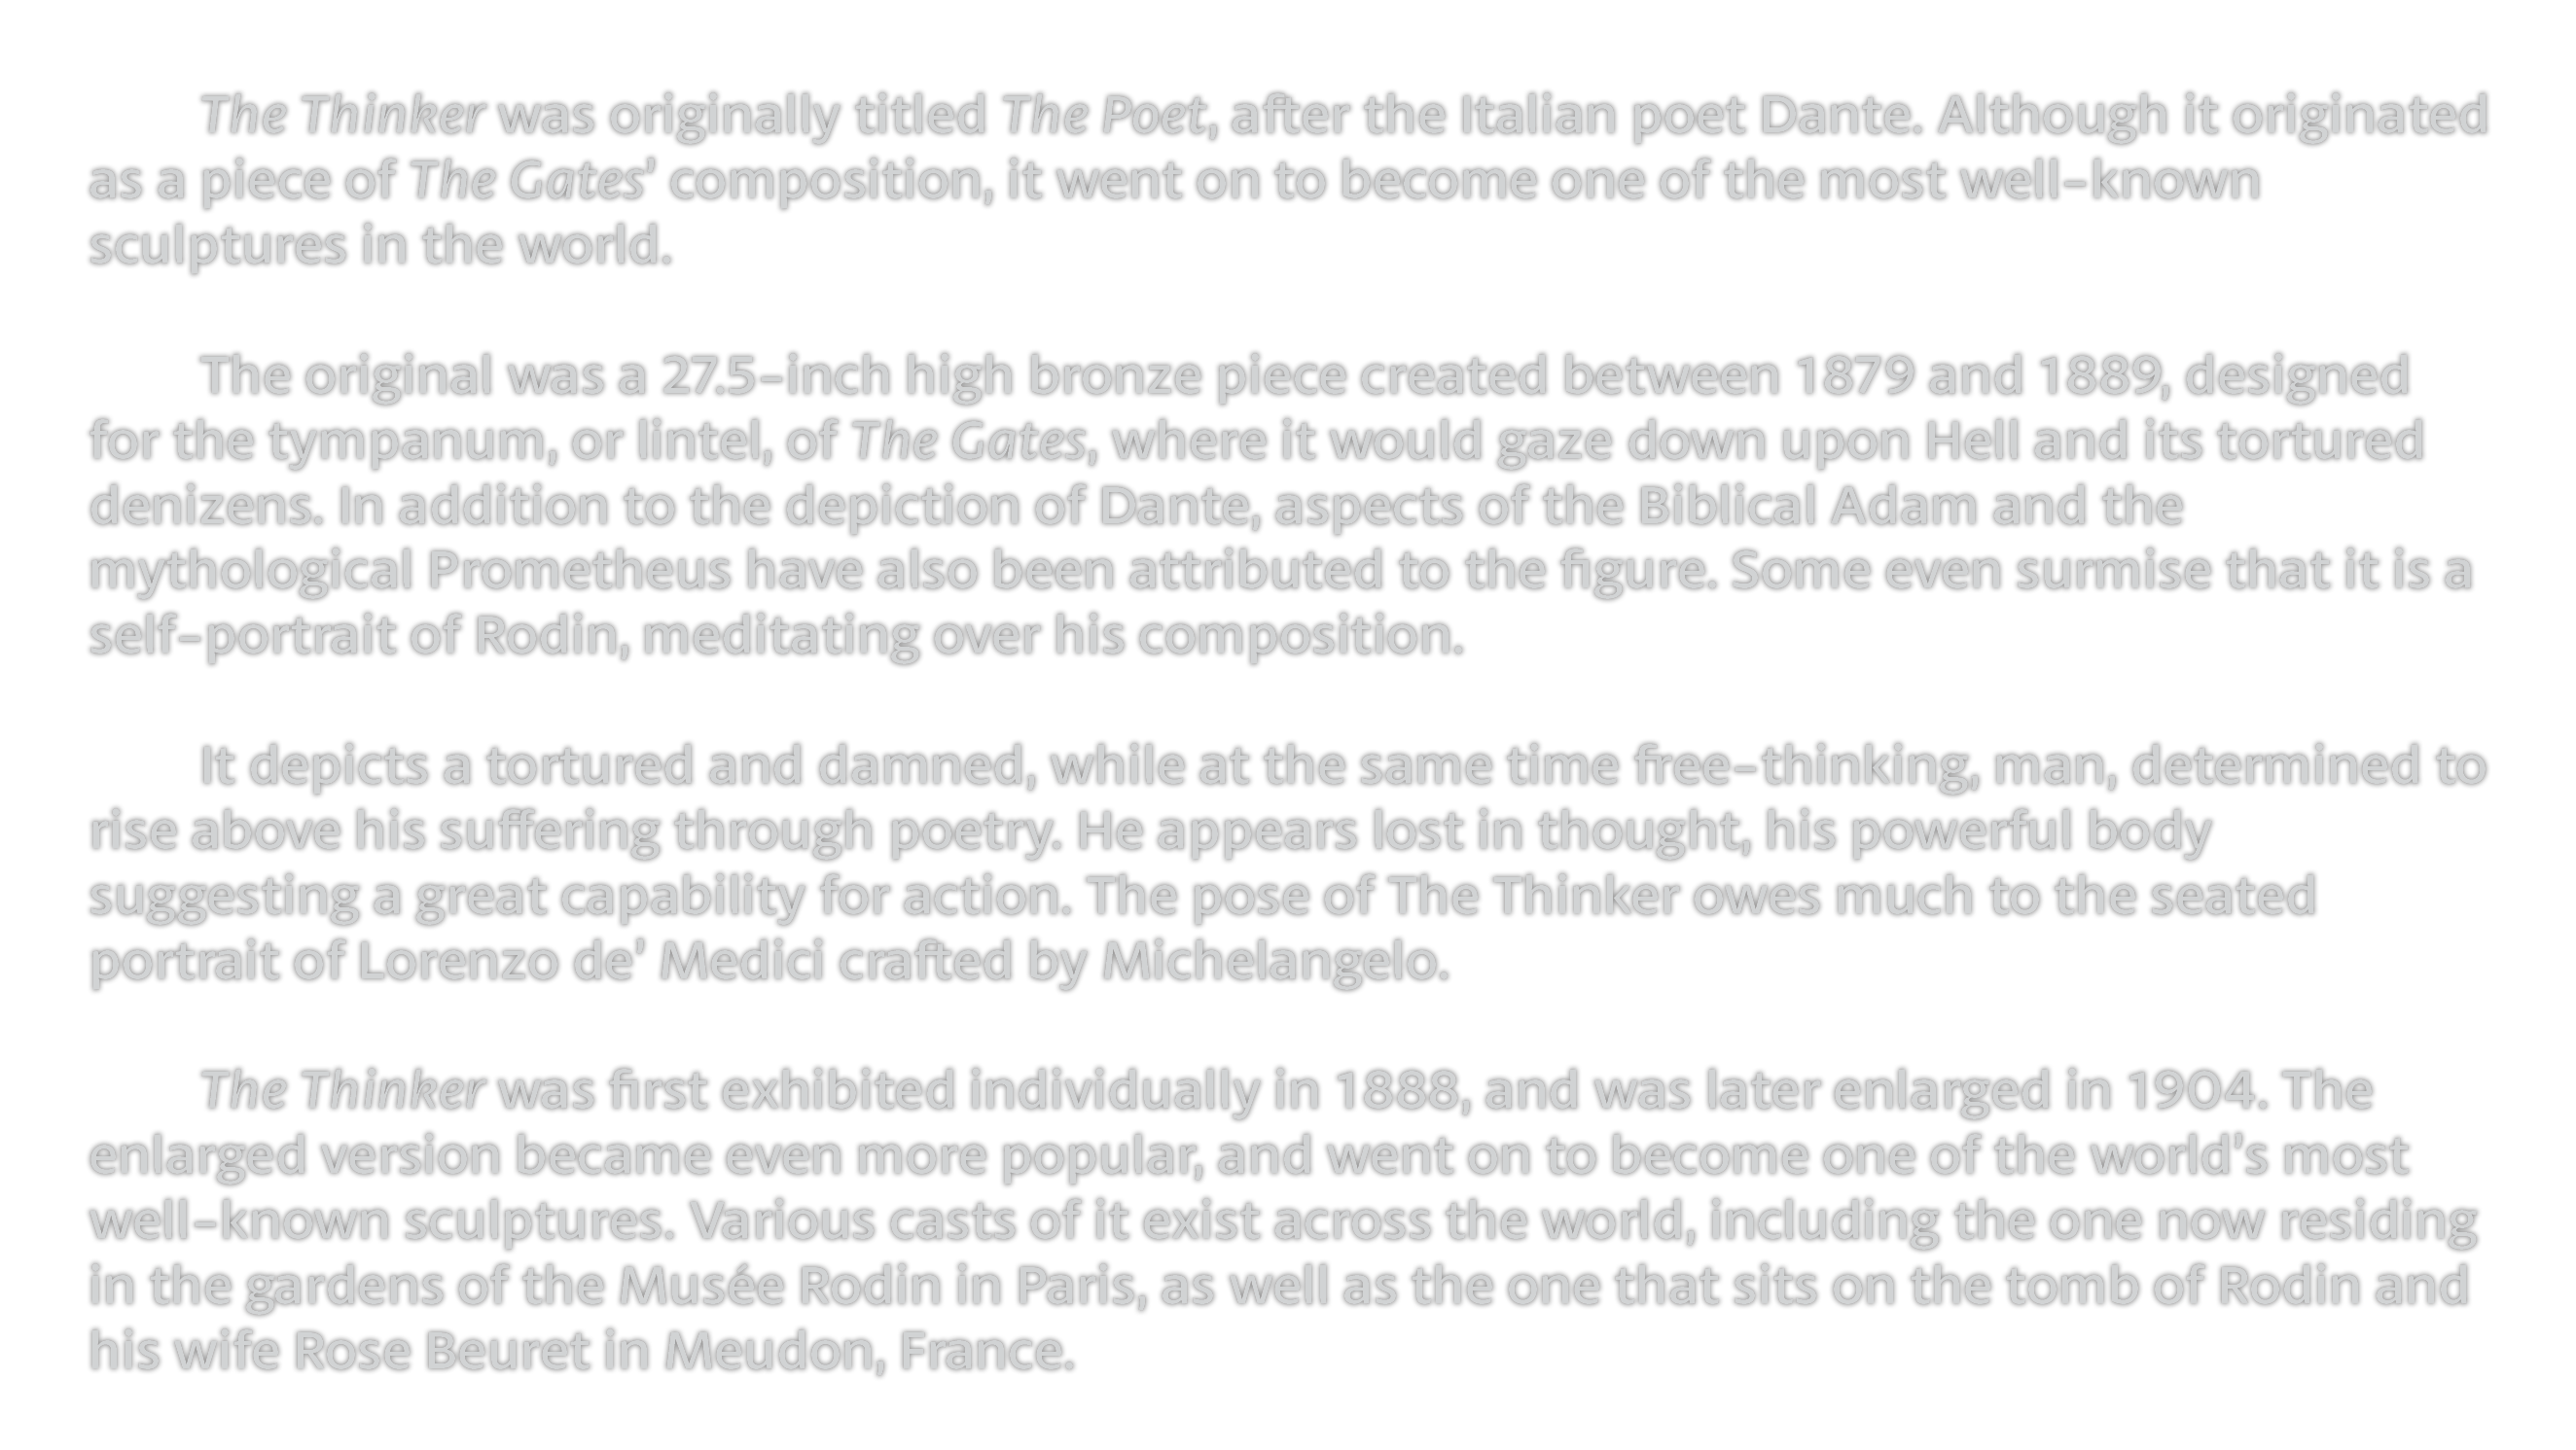 The Thinker was originally titled The Poet, after the Italian poet Dante. Although it originated
as a piece of The Gates’ composition, it went on to become one of the most well-known
sculptures in the world.
The original was a 27.5-inch high bronze piece created between 1879 and 1889, designed
for the tympanum, or lintel, of The Gates, where it would gaze down upon Hell and its tortured
denizens. In addition to the depiction of Dante, aspects of the Biblical Adam and the
mythological Prometheus have also been attributed to the figure. Some even surmise that it is a
self-portrait of Rodin, meditating over his composition.
It depicts a tortured and damned, while at the same time free-thinking, man, determined to
rise above his suffering through poetry. He appears lost in thought, his powerful body
suggesting a great capability for action. The pose of The Thinker owes much to the seated
portrait of Lorenzo de’ Medici crafted by Michelangelo.
The Thinker was first exhibited individually in 1888, and was later enlarged in 1904. The
enlarged version became even more popular, and went on to become one of the world's most
well-known sculptures. Various casts of it exist across the world, including the one now residing
in the gardens of the Musée Rodin in Paris, as well as the one that sits on the tomb of Rodin and
his wife Rose Beuret in Meudon, France.